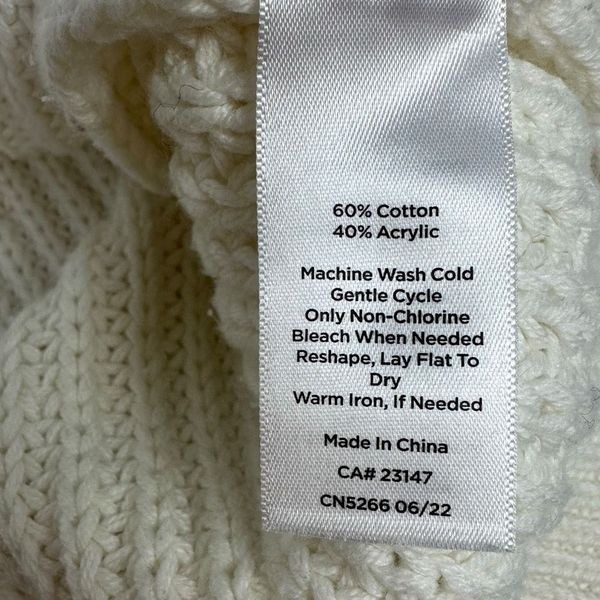 60% Cotton
40% Acrylic
Machine Wash Cold
Gentle Cycle
Only Non-Chlorine
Bleach When Needed
Reshape, Lay Flat To
Dry
Warm Iron, If Needed
Made In China
CA# 23147
CN5266 06/22